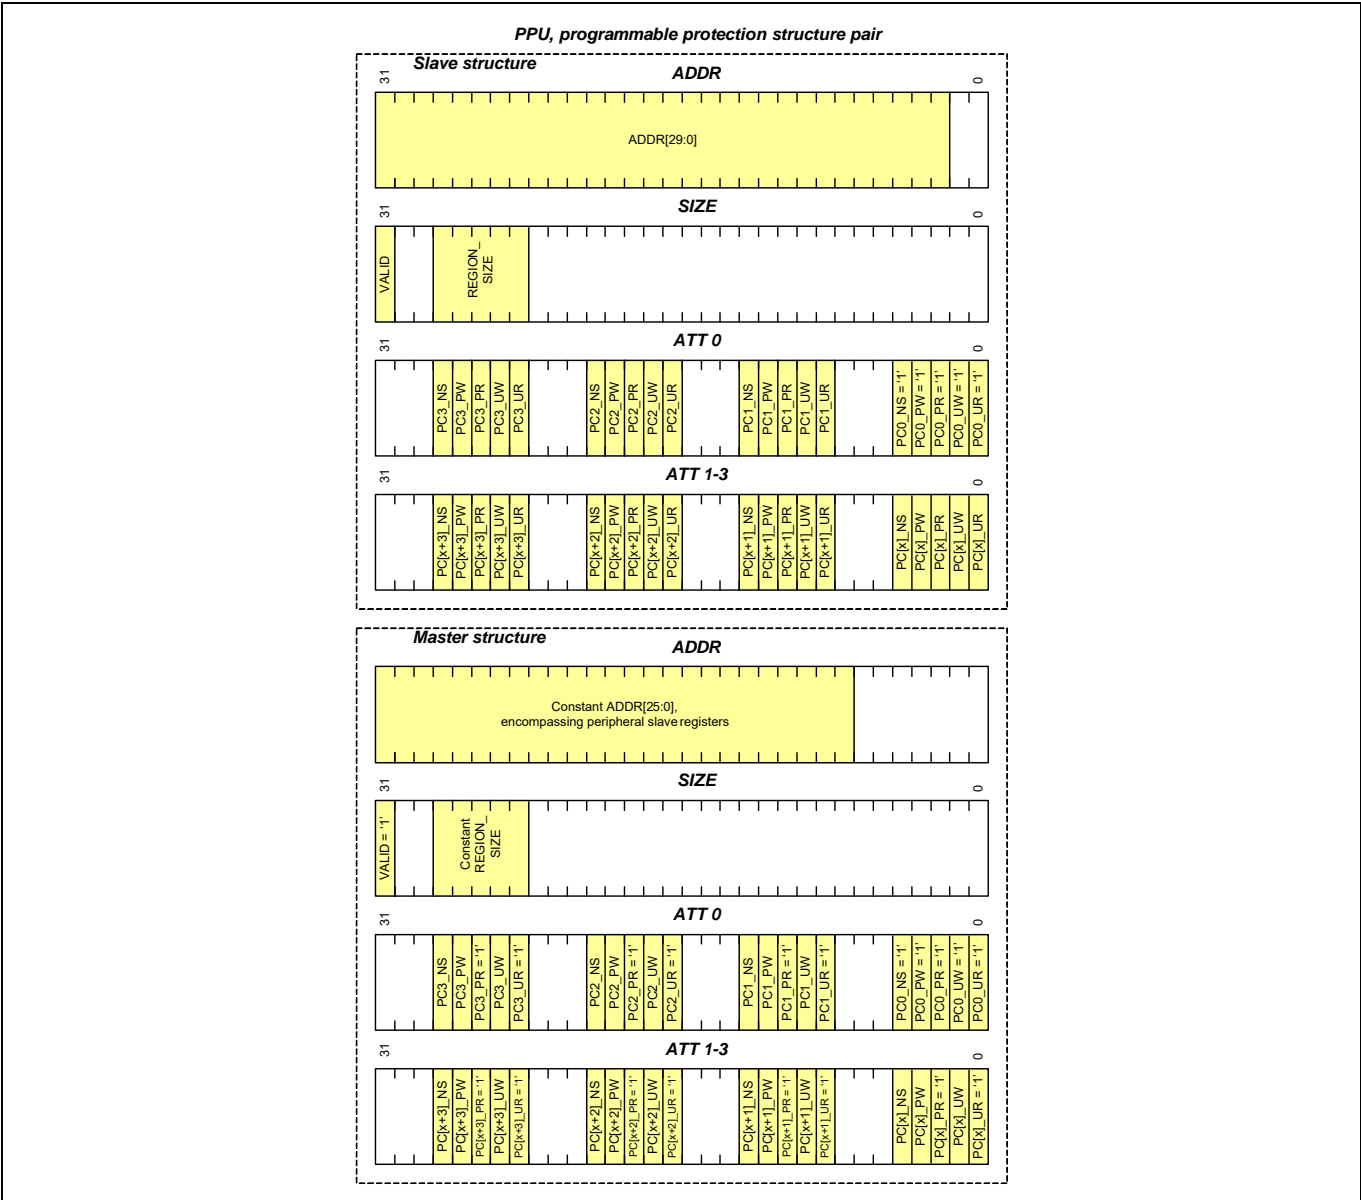 PPU, programmable protection structure pair
Slave structure
ADDR
31
0
ADDR[29:0]
SIZE
31
0
VALID
REGION_
SIZE
ATT 0
31
0
PC3_NS
PC3_PW
PC3_PR
PC3_UW
PC3_UR
PC2_NS
PC2_PW
PC2_PR
PC2_UW
PC2_UR
PC1_NS
PC1_PW
PC1_PR
PC1_UW
PC1_UR
PC0_NS = '1'
PC0_PW = '1'
PC0_PR = '1'
PC0_UW = '1'
PC0_UR = '1'
ATT 1-3
31
0
PC[x+3]_NS
PC[x+3]_PW
PC[x+3]_PR
PC[x+3]_UW
PC[x+3]_UR
PC[x+2]_NS
PC[x+2]_PW
PC[x+2]_PR
PC[x+2]_UW
PC[x+2]_UR
PC[x+1]_NS
PC[x+1]_PW
PC[x+1]_PR
PC[x+1]_UW
PC[x+1]_UR
PC[x]_NS
PC[x]_PW
PC[x]_PR
PC[x]_UW
PC[x]_UR
Master structure
ADDR
Constant ADDR[25:0],
encompassing peripheral slave registers
SIZE
31
0
VALID = '1'
Constant
REGION_
SIZE
ATT 0
31
0
PC3_NS
PC3_PW
PC3_PR = '1'
PC3_UW
PC3_UR = '1'
PC2_NS
PC2_PW
PC2_PR = '1'
PC2_UW
PC2_UR = '1'
PC1_NS
PC1_PW
PC1_PR = '1'
PC1_UW
PC1_UR = '1'
PC0_NS = '1'
PC0_PW = '1'
PC0_PR = '1'
PC0_UW = '1'
PC0_UR = '1'
ATT 1-3
31
0
PC[x+3]_NS
PC[x+3]_PW
PC[x+3]_PR = '1'
PC[x+3]_UW
PC[x+3]_UR = '1'
PC[x+2]_NS
PC[x+2]_PW
PC[x+2]_PR = '1'
PC[x+2]_UW
PC[x+2]_UR = '1'
PC[x+1]_NS
PC[x+1]_PW
PC[x+1]_PR = '1'
PC[x+1]_UW
PC[x+1]_UR = '1'
PC[x]_NS
PC[x]_PW
PC[x]_PR = '1'
PC[x]_UW
PC[x]_UR = '1'